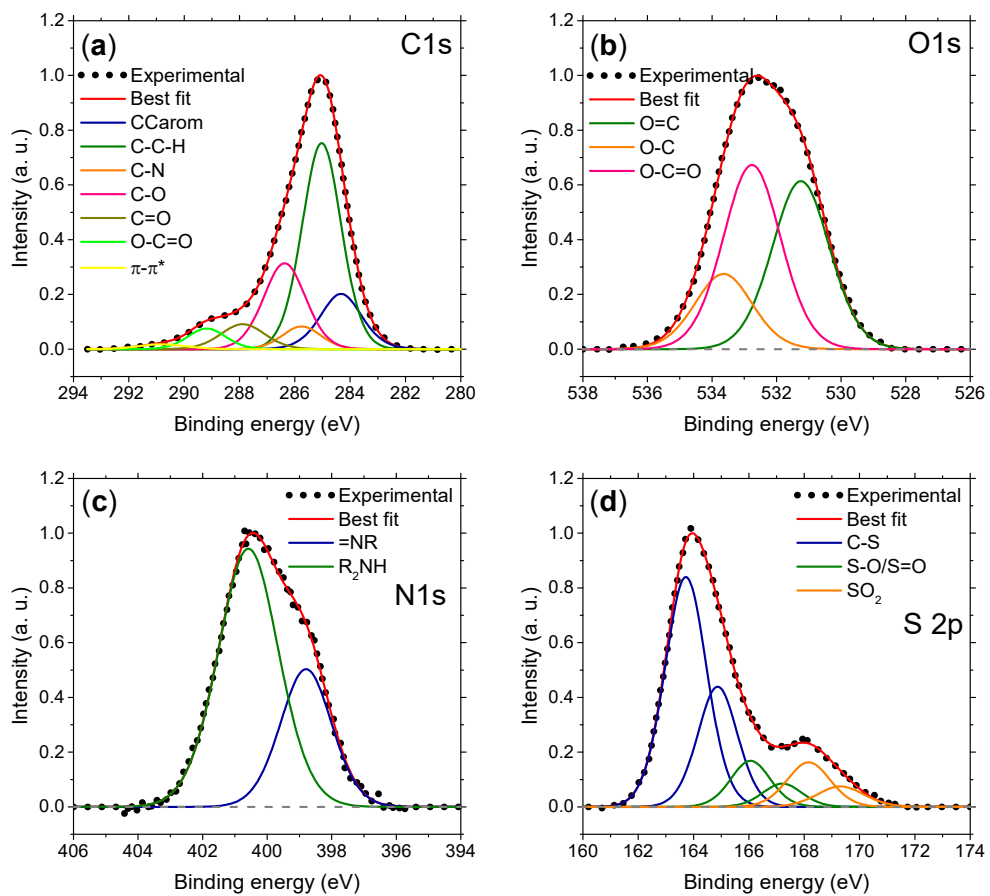 (a) C1s
Experimental
Best fit
CCarom
C-C-H
C-N
C-O
C=O
O-C=O
π-π*
Intensity (a. u.)
1.2
1.0
0.8
0.6
0.4
0.2
0.0
294 292 290 288 286 284 282 280
Binding energy (eV)
(b) O1s
Experimental
Best fit
O=C
O-C
O-C=O
Intensity (a. u.)
1.2
1.0
0.8
0.6
0.4
0.2
0.0
538 536 534 532 530 528 526
Binding energy (eV)
(c)
Experimental
Best fit
=NR
R₂NH
N1s
Intensity (a. u.)
1.2
1.0
0.8
0.6
0.4
0.2
0.0
406 404 402 400 398 396 394
Binding energy (eV)
(d)
Experimental
Best fit
C-S
S-O/S=O
SO₂
S 2p
Intensity (a. u.)
1.2
1.0
0.8
0.6
0.4
0.2
0.0
160 162 164 166 168 170 172 174
Binding energy (eV)